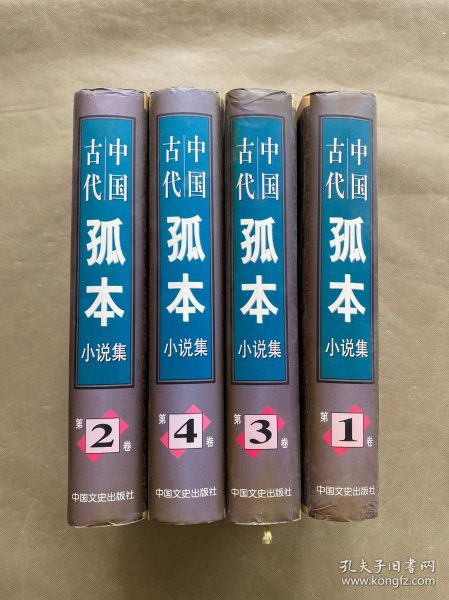 中国
古代
孤本
小说集
第2卷
中国文史出版社
中国
古代
孤本
小说集
第4卷
中国文史出版社
中国
古代
孤本
小说集
第3卷
中国文史出版社
中国
古代
孤本
小说集
第1卷
中国文史出版社
孔夫子旧书网
www.kongfz.com